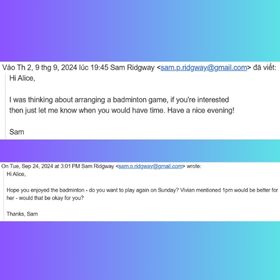 Vào Th 2, 9 thg 9, 2024 lúc 19:45 Sam Ridgway <sam.p.ridgway@gmail.com> đã viết:
Hi Alice,
I was thinking about arranging a badminton game, if you're interested
then just let me know when you would have time. Have a nice evening!
Sam
On Tue, Sep 24, 2024 at 3:01 PM Sam Ridgway <sam.p.ridgway@gmail.com> wrote:
Hi Alice,
Hope you enjoyed the badminton - do you want to play again on Sunday? Vivian mentioned 1pm would be better for
her - would that be okay for you?
Thanks, Sam